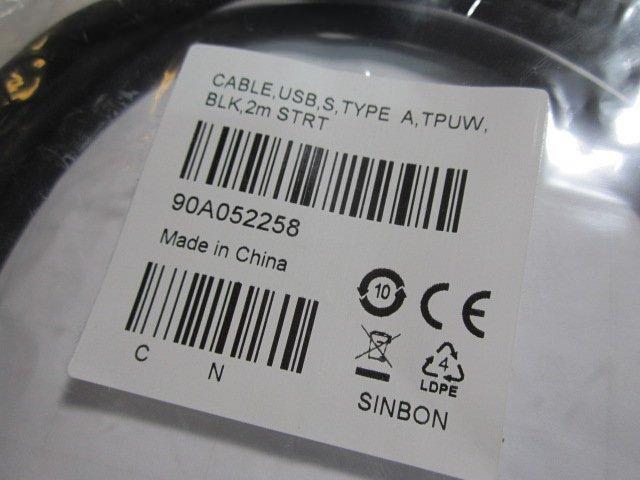 CABLE,USB,S,TYPE A,TPUW,
BLK,2m STRT
90A052258
Made in China
C N
10
CE
4
LDPE
SINBON